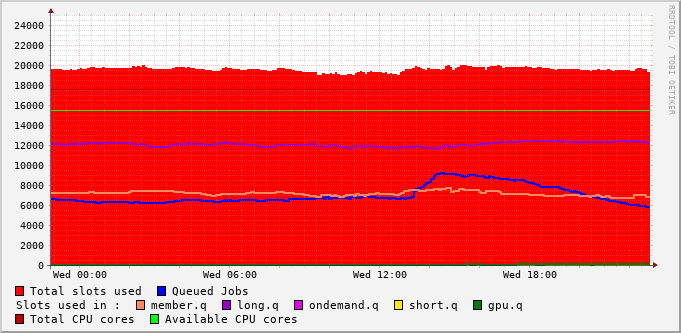 RRDTOOL / TOBI OETIKER
24000
22000
20000
18000
16000
14000
12000
10000
8000
6000
4000
2000
0
Wed 00:00 Wed 06:00 Wed 12:00 Wed 18:00
Total slots used Queued Jobs
Slots used in : member.q long.q ondemand.q short.q gpu.q
Total CPU cores Available CPU cores